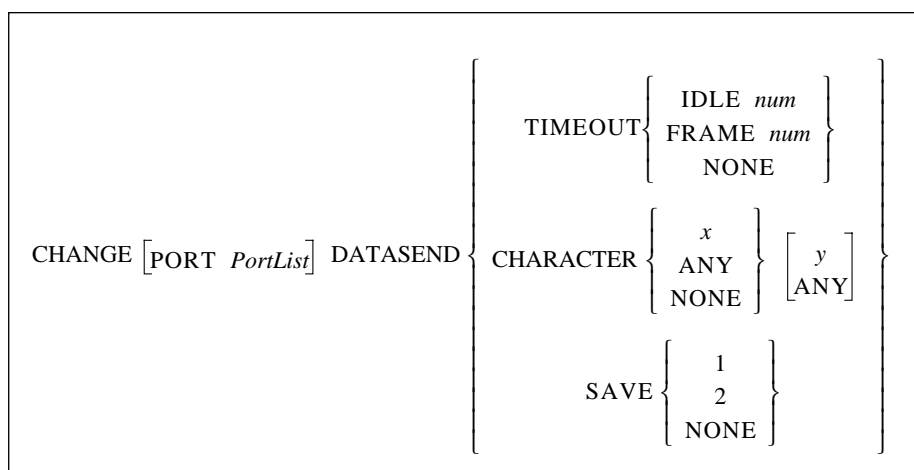 IDLE num
TIMEOUT FRAME num
NONE
x
CHANGE [PORT PortList] DATASEND CHARACTER ANY [y
ANY]
NONE
1
SAVE 2
NONE